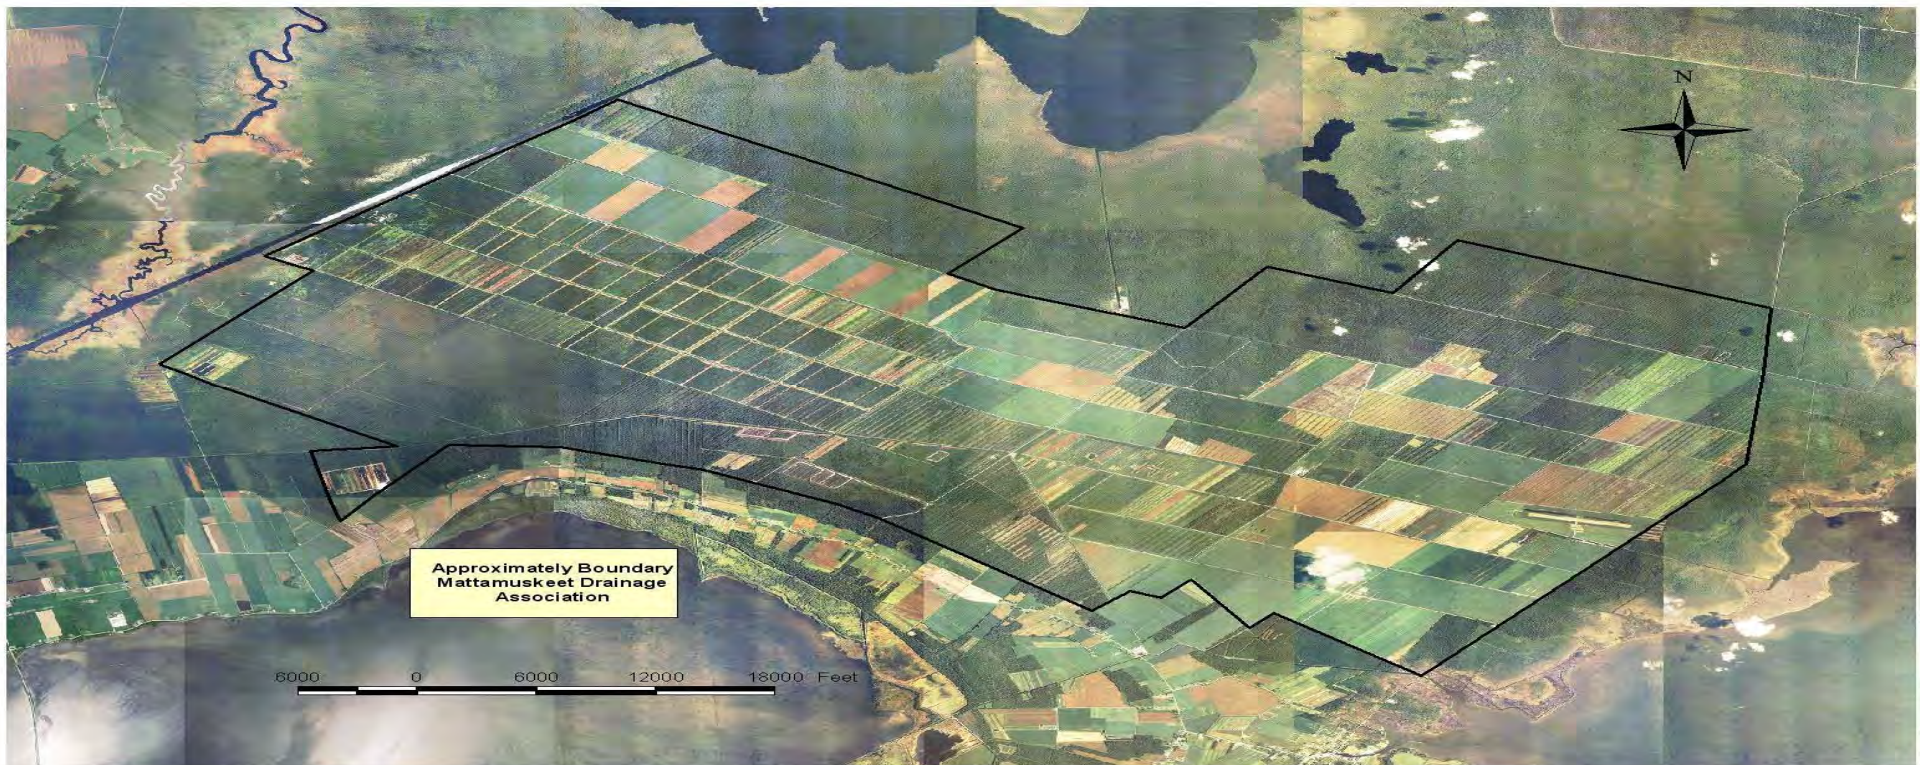 N
Approximately Boundary
Mattamuskeet Drainage
Association
6000 0 6000 12000 18000 Feet